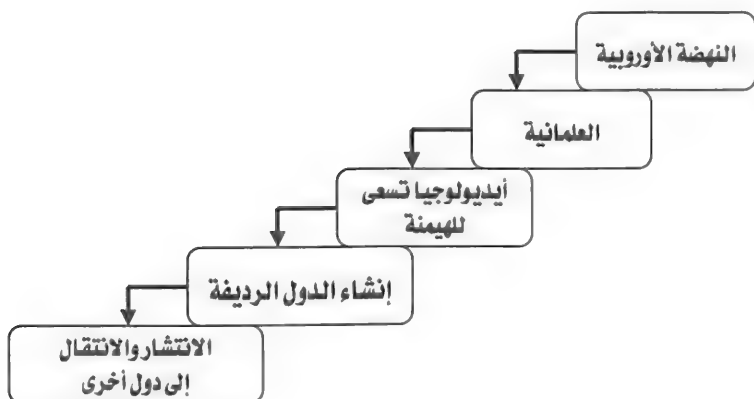 النهضة الأوروبية
العلمانية
أيديولوجيا تسعى
للهيمنة
إنشاء الدول الرديفة
الانتشار والانتقال
إلى دول أخرى